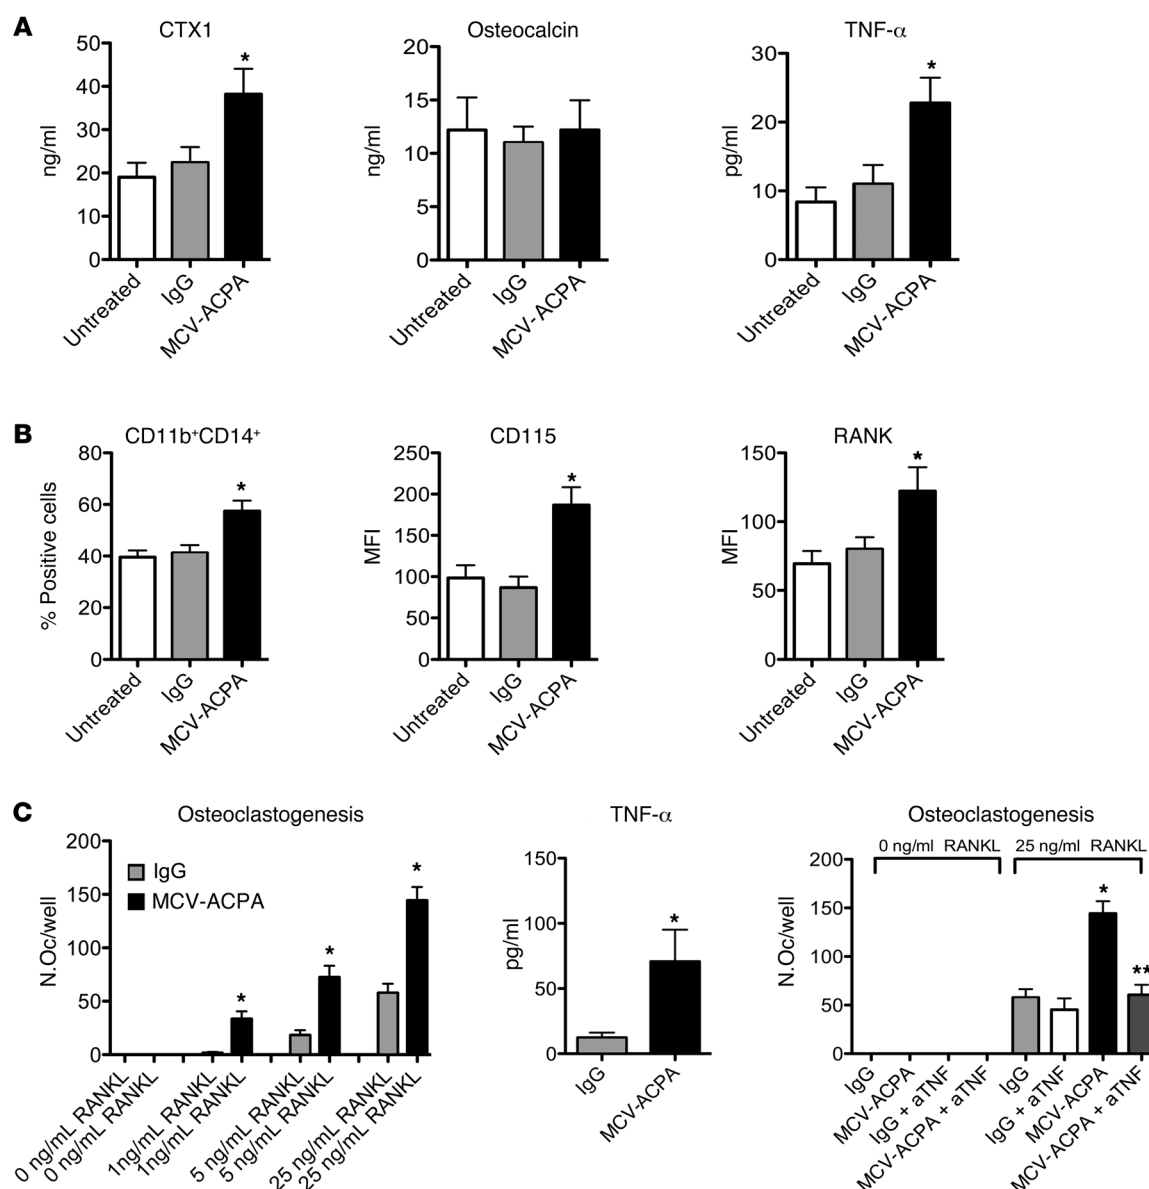 A
CTX1
50
40
30
20
10
0
ng/ml
*
Untreated
IgG
MCV-ACPA
Osteocalcin
20
15
10
5
0
ng/ml
Untreated
IgG
MCV-ACPA
TNF-α
30
20
10
0
pg/ml
*
Untreated
IgG
MCV-ACPA
B
CD11b⁺CD14⁺
80
60
40
20
0
% Positive cells
*
Untreated
IgG
MCV-ACPA
CD115
250
200
150
100
50
0
MFI
*
Untreated
IgG
MCV-ACPA
RANK
150
100
50
0
MFI
*
Untreated
IgG
MCV-ACPA
C
Osteoclastogenesis
200
150
100
50
0
N.Oc/well
IgG
MCV-ACPA
*
*
*
0 ng/mL RANKL
0 ng/mL RANKL
1ng/mL RANKL
1ng/mL RANKL
5 ng/mL RANKL
5 ng/mL RANKL
25 ng/mL RANKL
25 ng/mL RANKL
TNF-α
150
100
50
0
pg/ml
*
IgG
MCV-ACPA
Osteoclastogenesis
0 ng/ml RANKL
25 ng/ml RANKL
200
150
100
50
0
N.Oc/well
*
**
IgG
MCV-ACPA
IgG + aTNF
MCV-ACPA + aTNF
IgG
IgG + aTNF
MCV-ACPA
MCV-ACPA + aTNF